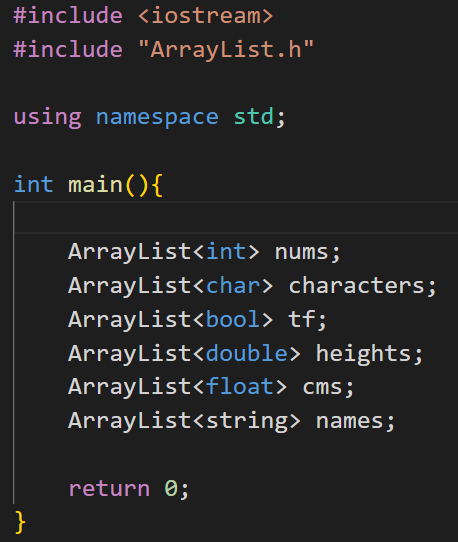 #include <iostream>
#include "ArrayList.h"
using namespace std;
int main(){
ArrayList<int> nums;
ArrayList<char> characters;
ArrayList<bool> tf;
ArrayList<double> heights;
ArrayList<float> cms;
ArrayList<string> names;
return 0;
}